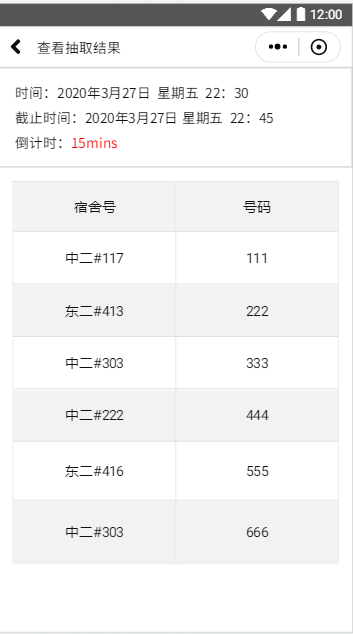 12:00
查看抽取结果
时间：2020年3月27日 星期五 22：30
截止时间：2020年3月27日 星期五 22：45
倒计时：15mins
宿舍号 号码
中二#117 111
东二#413 222
中二#303 333
中二#222 444
东二#416 555
中二#303 666